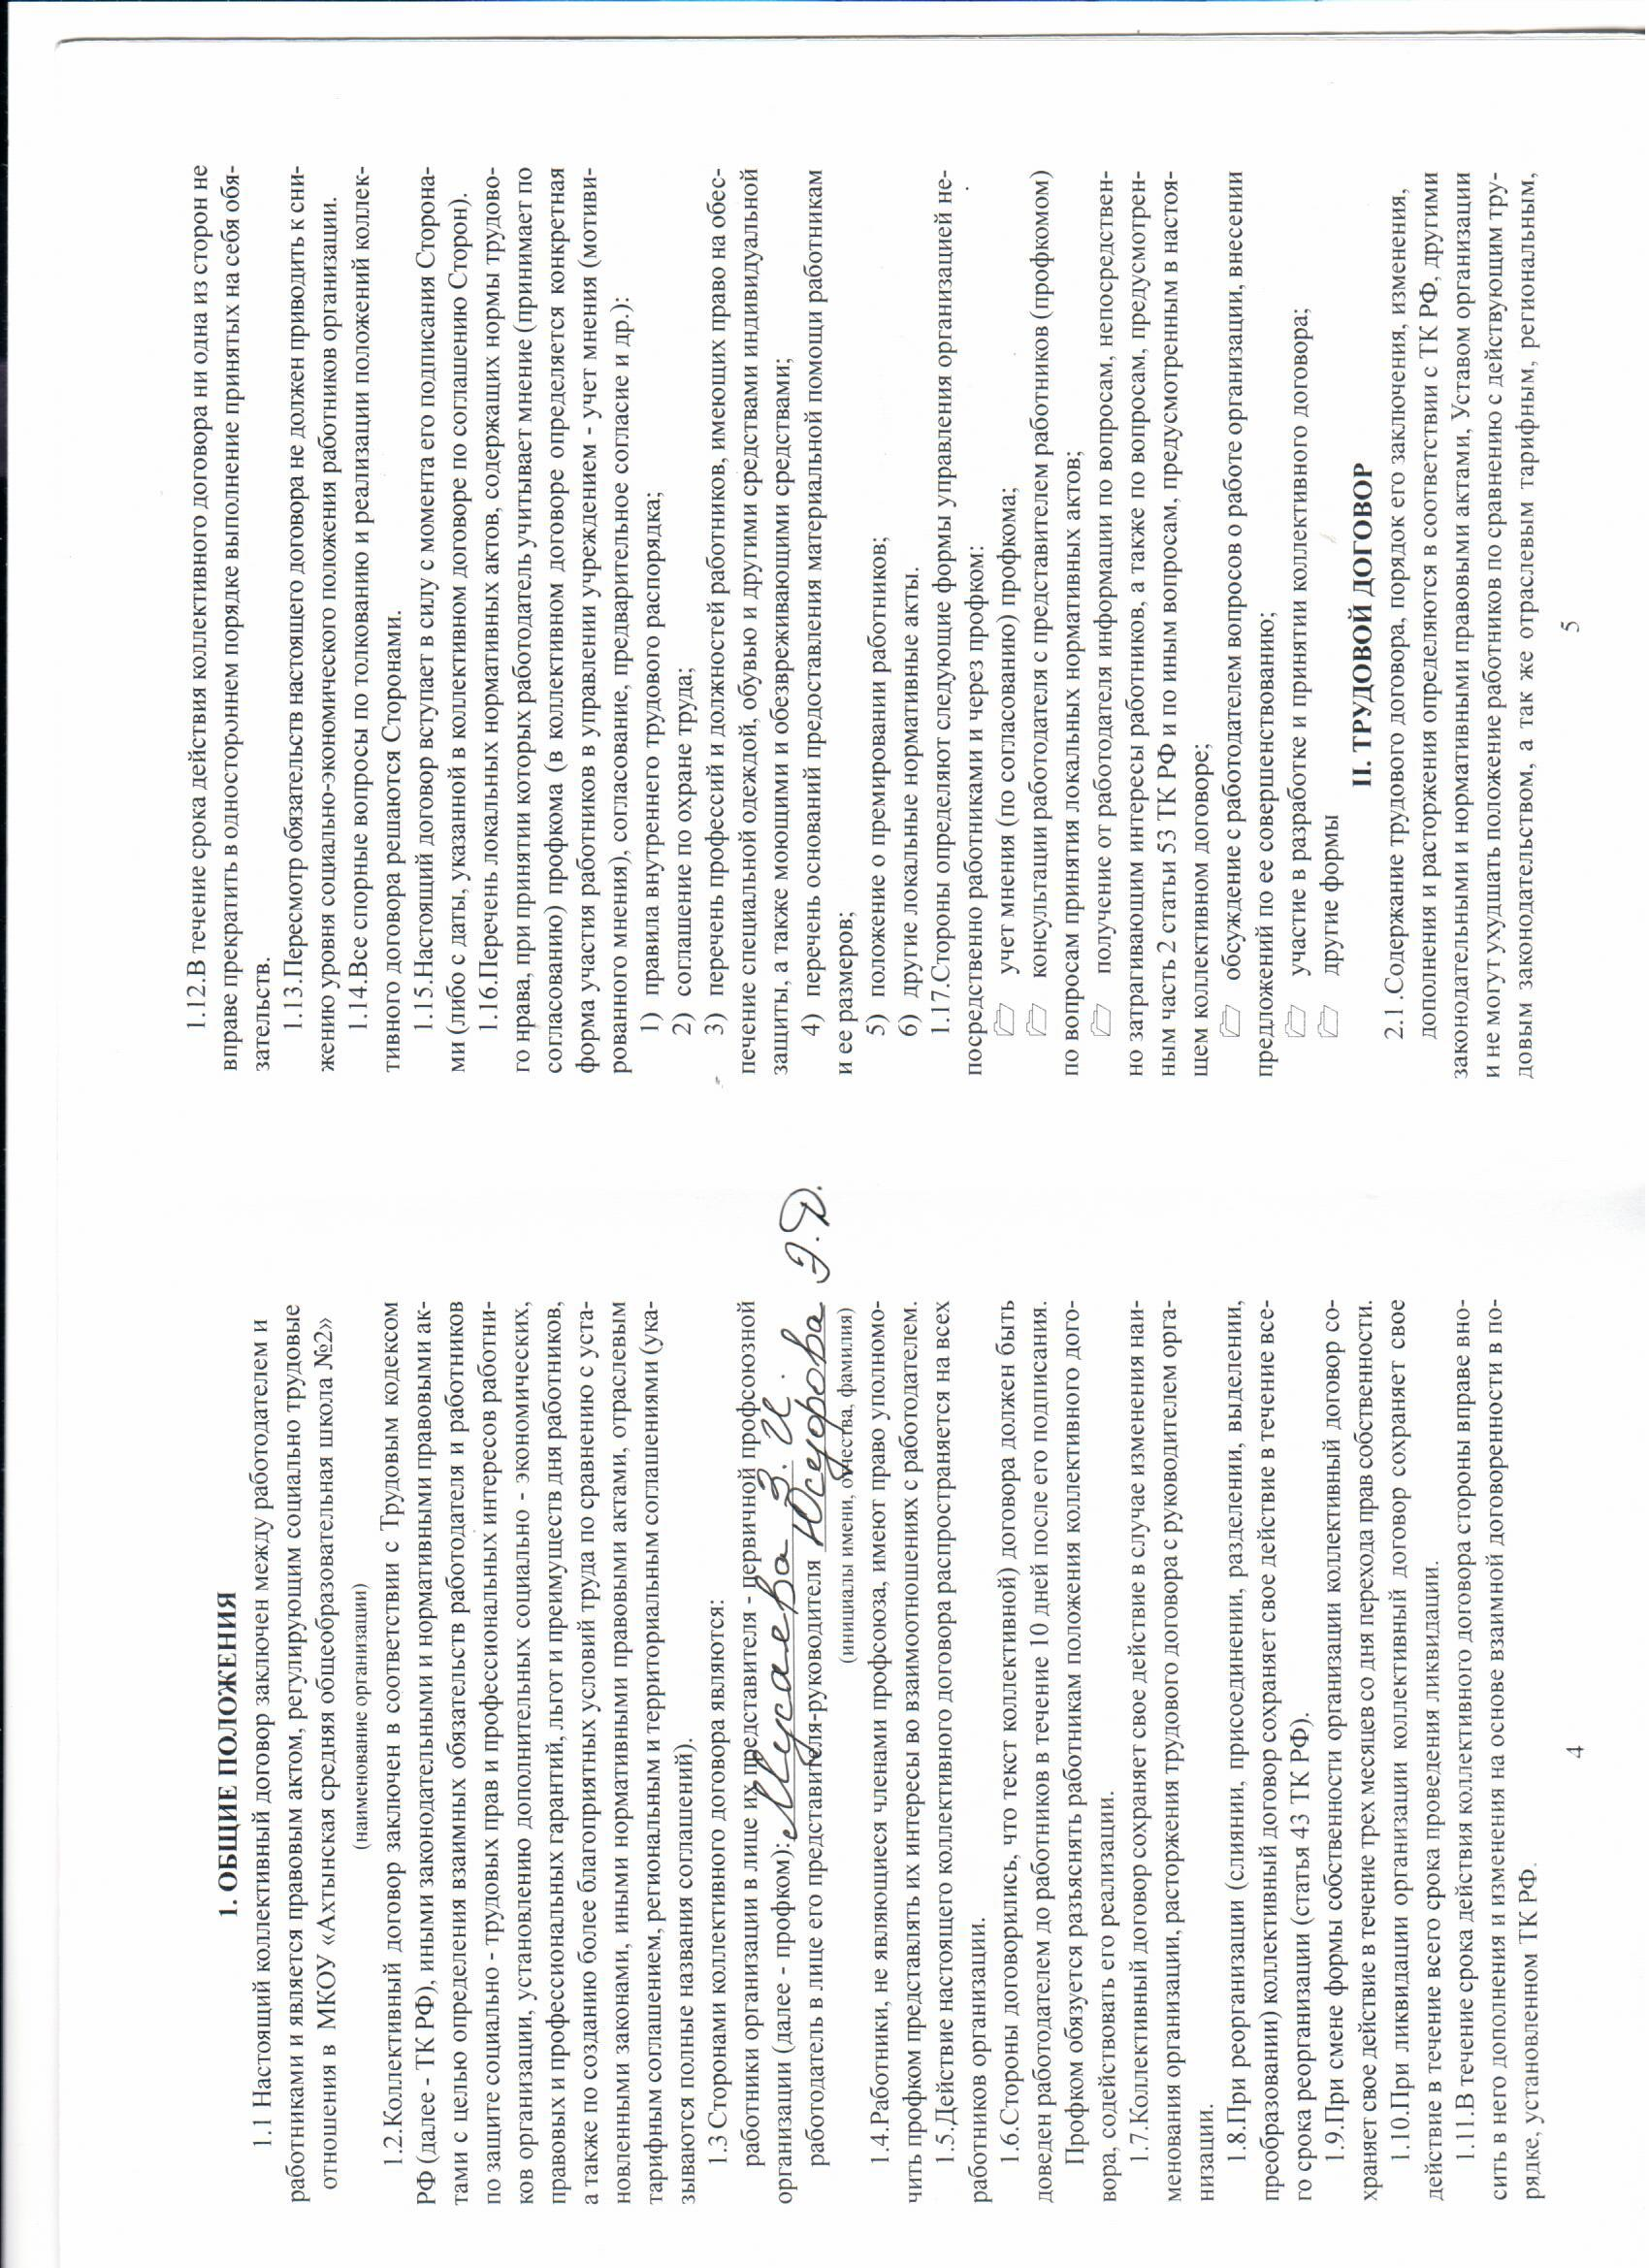 1. ОБЩИЕ ПОЛОЖЕНИЯ
1.1 Настоящий коллективный договор заключен между работодателем и
работниками и является правовым актом, регулирующим социально трудовые
отношения в МКОУ «Ахтынская средняя общеобразовательная школа №2»
(наименование организации)
1.2.Коллективный договор заключен в соответствии с Трудовым кодексом
РФ (далее - ТК РФ), иными законодательными и нормативными правовыми ак-
тами с целью определения взаимных обязательств работодателя и работников
по защите социально - трудовых прав и профессиональных интересов работни-
ков организации, установлению дополнительных социально - экономических,
правовых и профессиональных гарантий, льгот и преимуществ дня работников,
а также по созданию более благоприятных условий труда по сравнению с уста-
новленными законами, иными нормативными правовыми актами, отраслевым
тарифным соглашением, региональным и территориальным соглашениями (ука-
зываются полные названия соглашений).
1.3 Сторонами коллективного договора являются:
работники организации в лице их представителя - первичной профсоюзной
организации (далее - профком): Мусаева З. И.
работодатель в лице его представителя-руководителя Юсуфова Э.Д.
(инициалы имени, отчества, фамилия)
1.4.Работники, не являющиеся членами профсоюза, имеют право уполномо-
чить профком представлять их интересы во взаимоотношениях с работодателем.
1.5.Действие настоящего коллективного договора распространяется на всех
работников организации.
1.6.Стороны договорились, что текст коллективной) договора должен быть
доведен работодателем до работников в течение 10 дней после его подписания.
Профком обязуется разъяснять работникам положения коллективного дого-
вора, содействовать его реализации.
1.7.Коллективный договор сохраняет свое действие в случае изменения наи-
менования организации, расторжения трудового договора с руководителем орга-
низации.
1.8.При реорганизации (слиянии, присоединении, разделении, выделении,
преобразовании) коллективный договор сохраняет свое действие в течение все-
го срока реорганизации (статья 43 ТК РФ).
1.9.При смене формы собственности организации коллективный договор со-
храняет свое действие в течение трех месяцев со дня перехода прав собственности.
1.10.При ликвидации организации коллективный договор сохраняет свое
действие в течение всего срока проведения ликвидации.
1.11.В течение срока действия коллективного договора стороны вправе вно-
сить в него дополнения и изменения на основе взаимной договоренности в по-
рядке, установленном ТК РФ.
4
1.12.В течение срока действия коллективного договора ни одна из сторон не
вправе прекратить в одностороннем порядке выполнение принятых на себя обя-
зательств.
1.13.Пересмотр обязательств настоящего договора не должен приводить к сни-
жению уровня социально-экономического положения работников организации.
1.14.Все спорные вопросы по толкованию и реализации положений коллек-
тивного договора решаются Сторонами.
1.15.Настоящий договор вступает в силу с момента его подписания Сторона-
ми (либо с даты, указанной в коллективном договоре по соглашению Сторон).
1.16.Перечень локальных нормативных актов, содержащих нормы трудово-
го нрава, при принятии которых работодатель учитывает мнение (принимает по
согласованию) профкома (в коллективном договоре определяется конкретная
форма участия работников в управлении учреждением - учет мнения (мотиви-
рованного мнения), согласование, предварительное согласие и др.):
1) правила внутреннего трудового распорядка;
2) соглашение по охране труда;
3) перечень профессий и должностей работников, имеющих право на обес-
печение специальной одеждой, обувью и другими средствами индивидуальной
защиты, а также моющими и обезвреживающими средствами;
4) перечень оснований предоставления материальной помощи работникам
и ее размеров;
5) положение о премировании работников;
6) другие локальные нормативные акты.
1.17.Стороны определяют следующие формы управления организацией не-
посредственно работниками и через профком:
учет мнения (по согласованию) профкома;
консультации работодателя с представителем работников (профкомом)
по вопросам принятия локальных нормативных актов;
получение от работодателя информации по вопросам, непосредствен-
но затрагивающим интересы работников, а также по вопросам, предусмотрен-
ным часть 2 статьи 53 ТК РФ и по иным вопросам, предусмотренным в настоя-
щем коллективном договоре;
обсуждение с работодателем вопросов о работе организации, внесении
предложений по ее совершенствованию;
участие в разработке и принятии коллективного договора;
другие формы
II. ТРУДОВОЙ ДОГОВОР
2.1 .Содержание трудового договора, порядок его заключения, изменения,
дополнения и расторжения определяются в соответствии с ТК РФ, другими
законодательными и нормативными правовыми актами, Уставом организации
и не могут ухудшать положение работников по сравнению с действующим тру-
довым законодательством, а так же отраслевым тарифным, региональным,
5